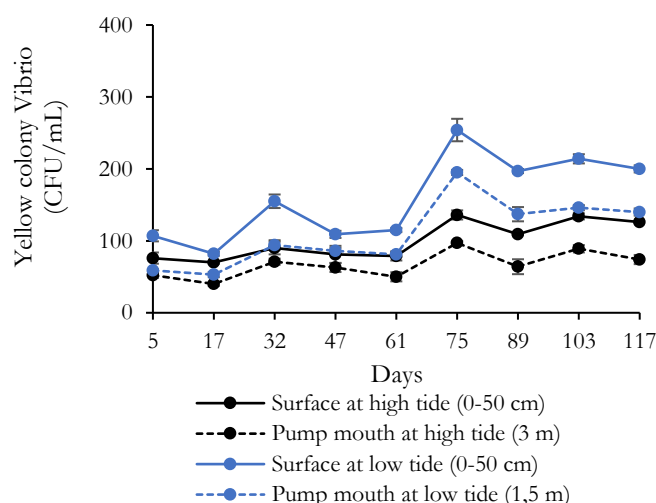 Yellow colony Vibrio
(CFU/mL)
400
300
200
100
0
5 17 32 47 61 75 89 103 117
Days
Surface at high tide (0-50 cm)
Pump mouth at high tide (3 m)
Surface at low tide (0-50 cm)
Pump mouth at low tide (1,5 m)